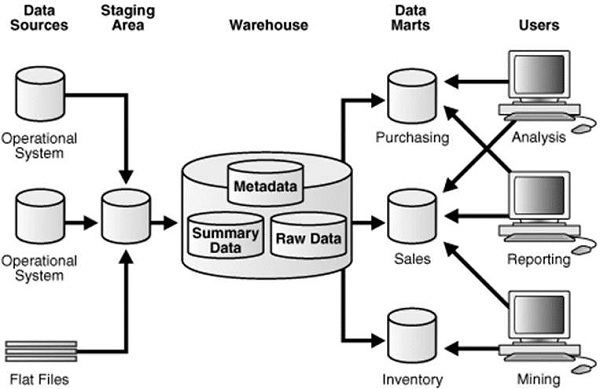 Data
Sources
Staging
Area
Warehouse
Data
Marts
Users
Operational
System
Purchasing
Analysis
Metadata
Summary
Data
Raw Data
Operational
System
Sales
Reporting
Flat Files
Inventory
Mining